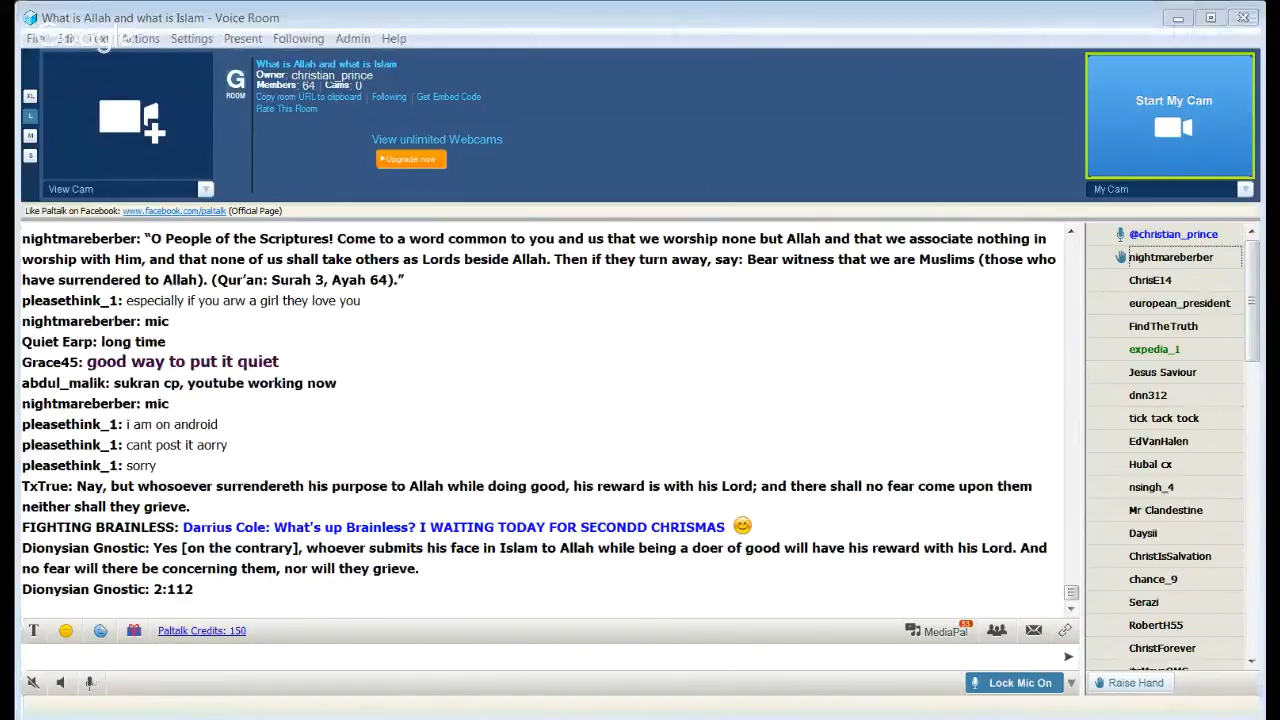 What is Allah and what is Islam - Voice Room
File Edit Text Actions Settings Present Following Admin Help
Google
XL
L
M
S
View Cam
G
ROOM
What is Allah and what is Islam
Owner: christian_prince
Members: 64 | Cams: 0
Copy room URL to clipboard | Following | Get Embed Code
Rate This Room
View unlimited Webcams
Upgrade now
Start My Cam
My Cam
Like Paltalk on Facebook: www.facebook.com/paltalk (Official Page)
nightmareberber: “O People of the Scriptures! Come to a word common to you and us that we worship none but Allah and that we associate nothing in
worship with Him, and that none of us shall take others as Lords beside Allah. Then if they turn away, say: Bear witness that we are Muslims (those who
have surrendered to Allah). (Qur’an: Surah 3, Ayah 64).”
pleasethink_1: especially if you arw a girl they love you
nightmareberber: mic
Quiet Earp: long time
Grace45: good way to put it quiet
abdul_malik: sukran cp, youtube working now
nightmareberber: mic
pleasethink_1: i am on android
pleasethink_1: cant post it aorry
pleasethink_1: sorry
TxTrue: Nay, but whosoever surrendereth his purpose to Allah while doing good, his reward is with his Lord; and there shall no fear come upon them
neither shall they grieve.
FIGHTING BRAINLESS: Darrius Cole: What's up Brainless? I WAITING TODAY FOR SECONDD CHRISMAS
Dionysian Gnostic: Yes [on the contrary], whoever submits his face in Islam to Allah while being a doer of good will have his reward with his Lord. And
no fear will there be concerning them, nor will they grieve.
Dionysian Gnostic: 2:112
@christian_prince
nightmareberber
ChrisE14
european_president
FindTheTruth
expedia_1
Jesus Saviour
dnn312
tick tack tock
EdVanHalen
Hubal cx
nsingh_4
Mr Clandestine
Daysii
ChristIsSalvation
chance_9
Serazi
RobertH55
ChristForever
T
Paltalk Credits: 150
MediaPal
53
Lock Mic On
Raise Hand